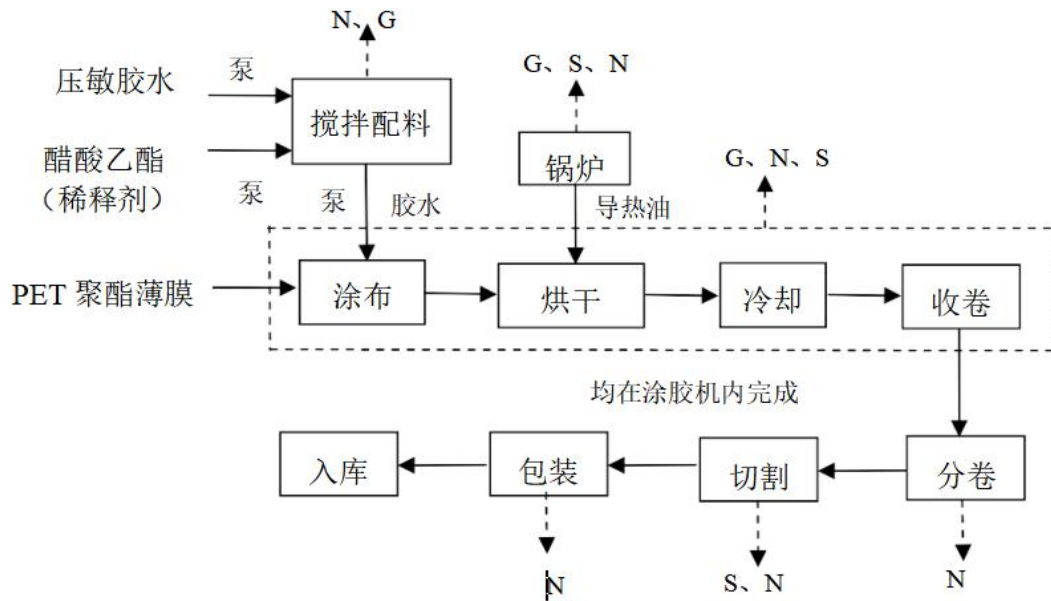 N、G
泵
压敏胶水
G、S、N
搅拌配料
醋酸乙酯
（稀释剂）
锅炉
G、N、S
泵
泵
胶水
导热油
PET 聚酯薄膜
涂布
烘干
冷却
收卷
均在涂胶机内完成
入库
包装
切割
分卷
N
S、N
N